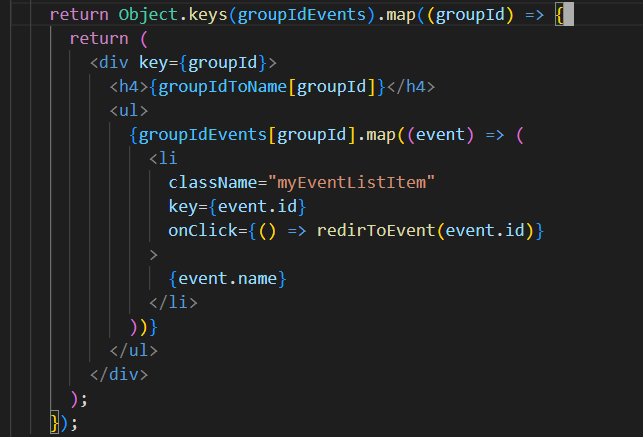 return Object.keys(groupIdEvents).map((groupId) => {
return (
<div key={groupId}>
<h4>{groupIdToName[groupId]}</h4>
<ul>
{groupIdEvents[groupId].map((event) => (
<li
className="myEventListItem"
key={event.id}
onClick={() => redirToEvent(event.id)}
>
{event.name}
</li>
))}
</ul>
</div>
);
});